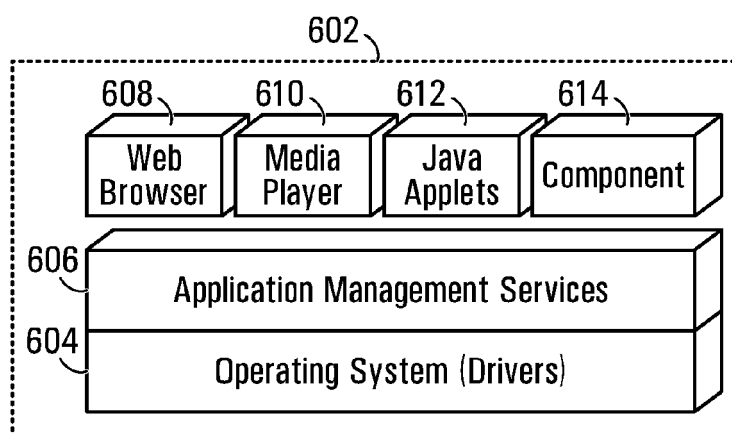 602
608
610
612
614
Web
Browser
Media
Player
Java
Applets
Component
606
Application Management Services
604
Operating System (Drivers)